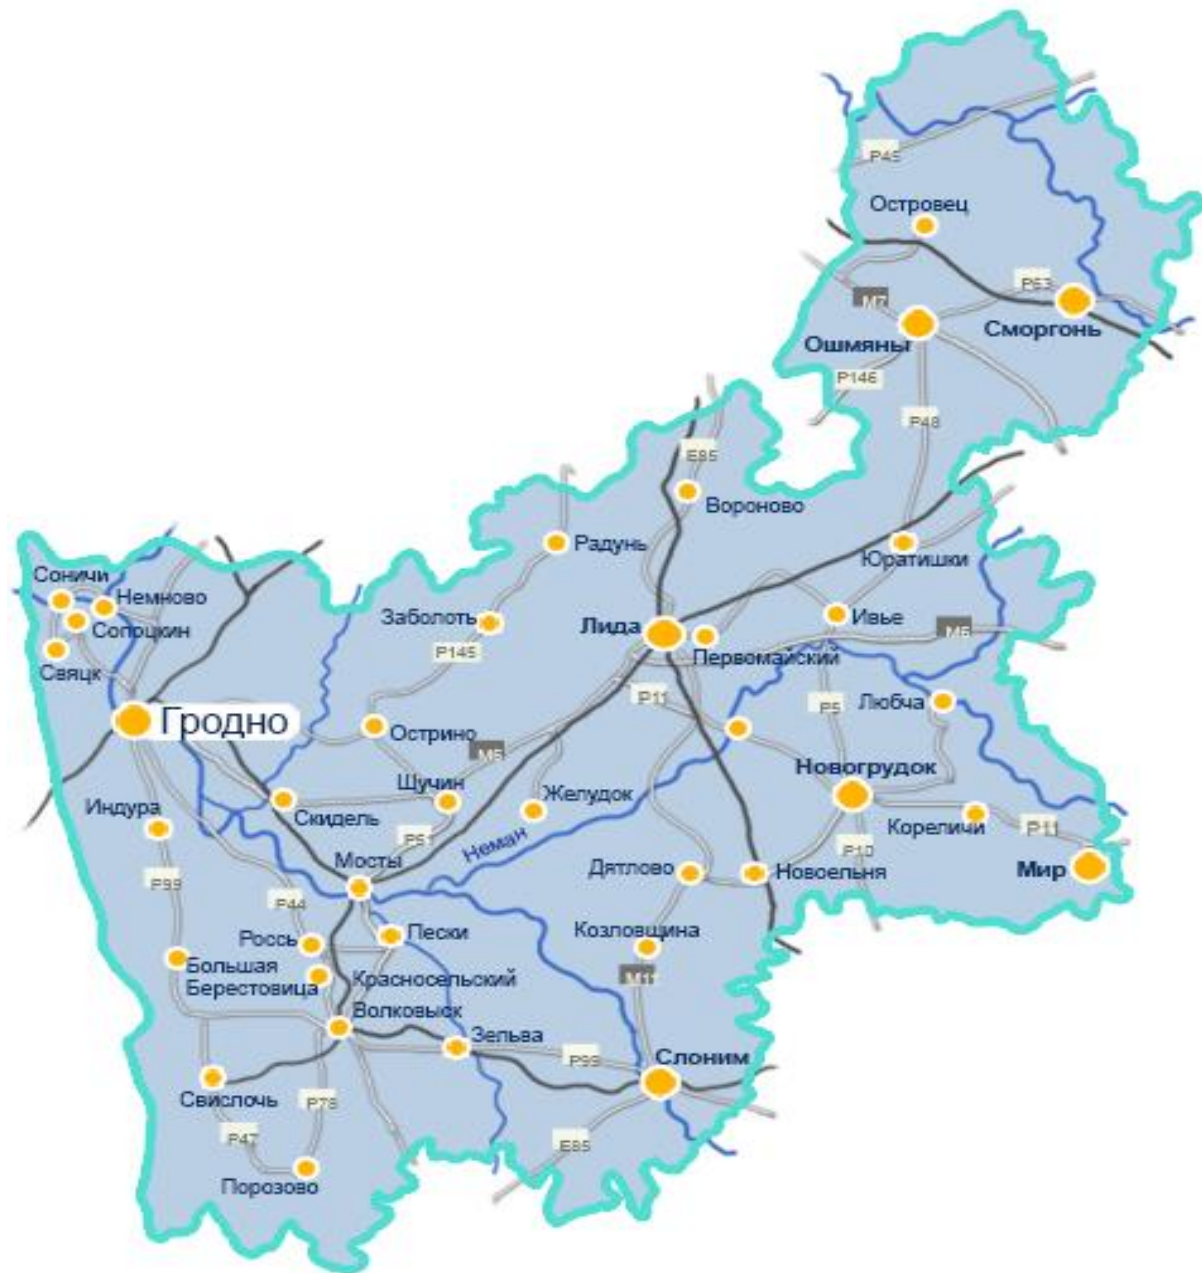 Р45
Островец
Р63
М7
Сморгонь
Ошмяны
Р146
Р48
Е85
Вороново
Радунь
Юратишки
Соничи
Немново
Сопоцкин
Свяцк
Заболоть
Лида
Ивье
М6
Р145
Первомайский
Р11
Р5
Любча
Гродно
Острино
М6
Новогрудок
Щучин
Желудок
Индура
Скидель
Кореличи
Р11
Р51
Неман
Р10
Мосты
Дятлово
Новоельня
Мир
Р99
Р44
Россь
Пески
Козловщина
Большая
Берестовица
Красносельский
М11
Волковыск
Зельва
Р99
Слоним
Свислочь
Р78
Р47
Е85
Порозово